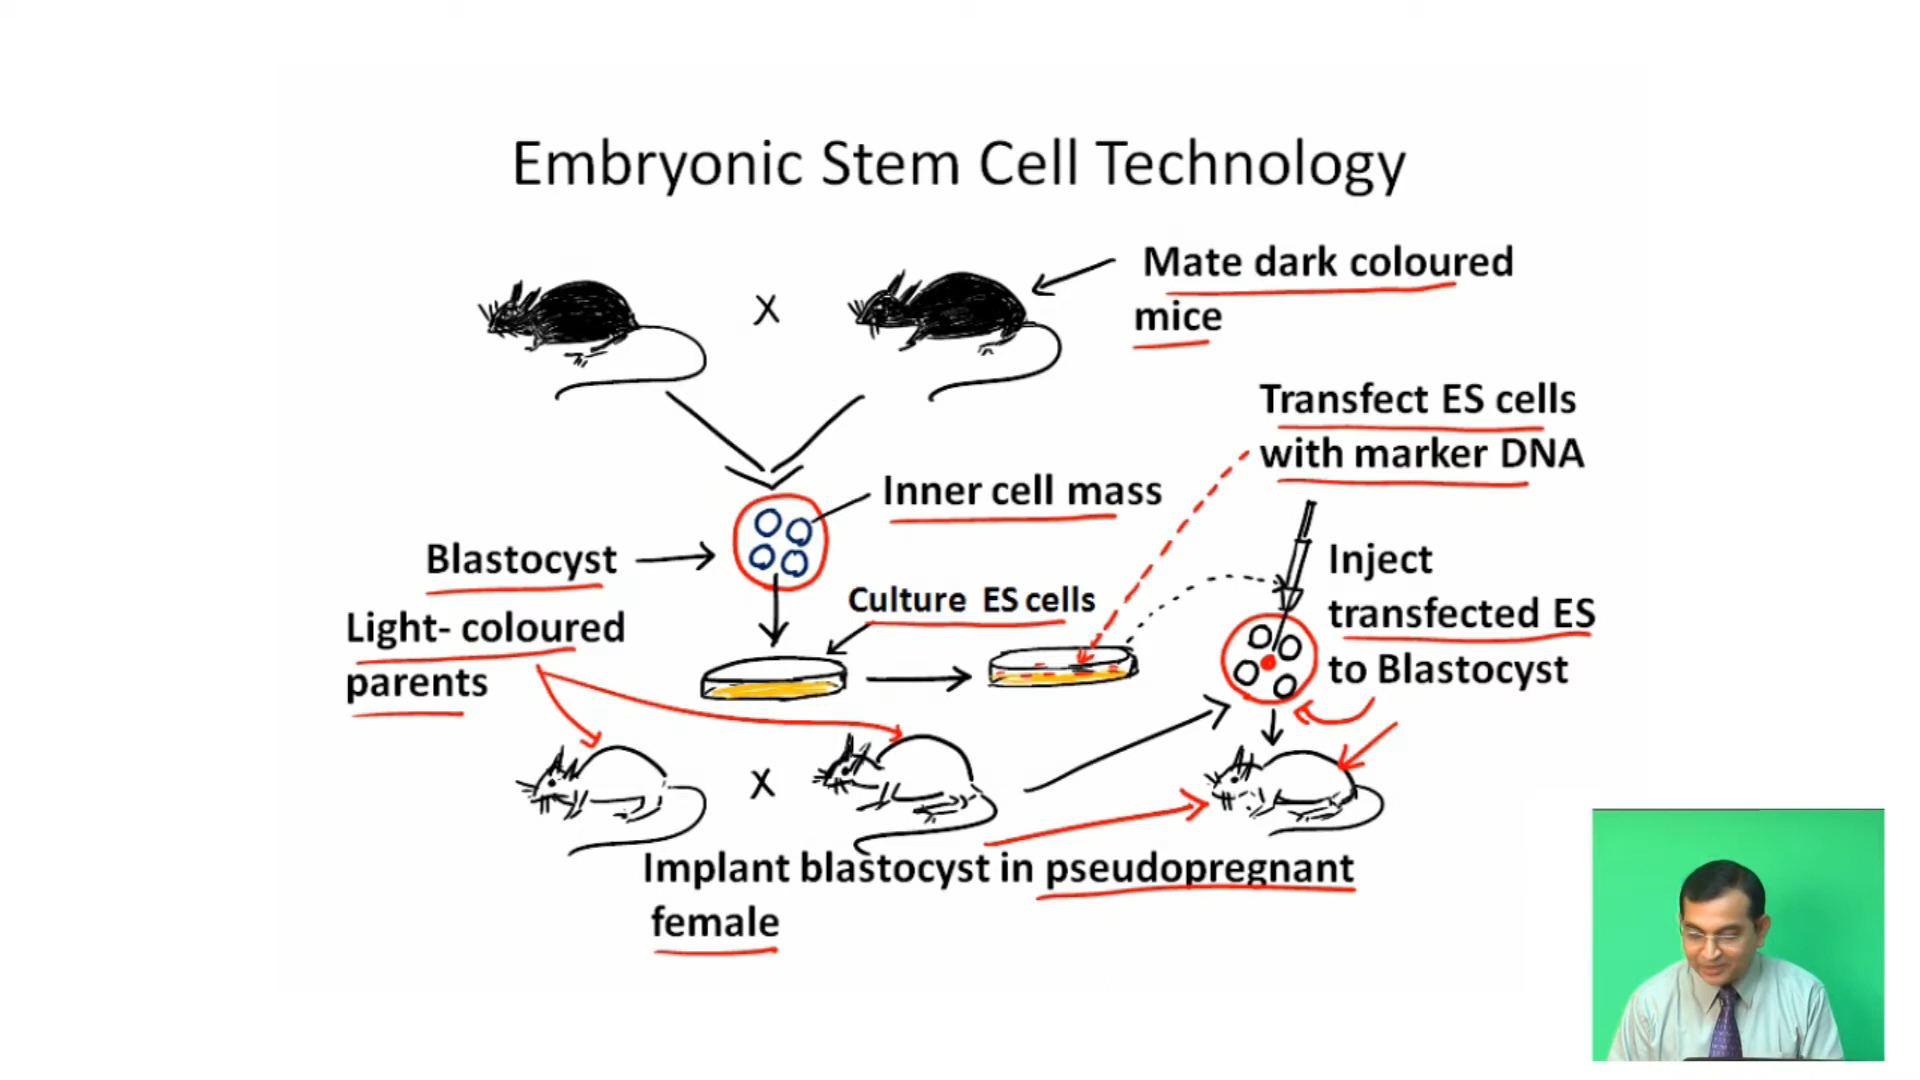 Embryonic Stem Cell Technology
X
Mate dark coloured
mice
Transfect ES cells
with marker DNA
Inner cell mass
Blastocyst
Culture ES cells
Inject
transfected ES
to Blastocyst
Light- coloured
parents
X
Implant blastocyst in pseudopregnant
female